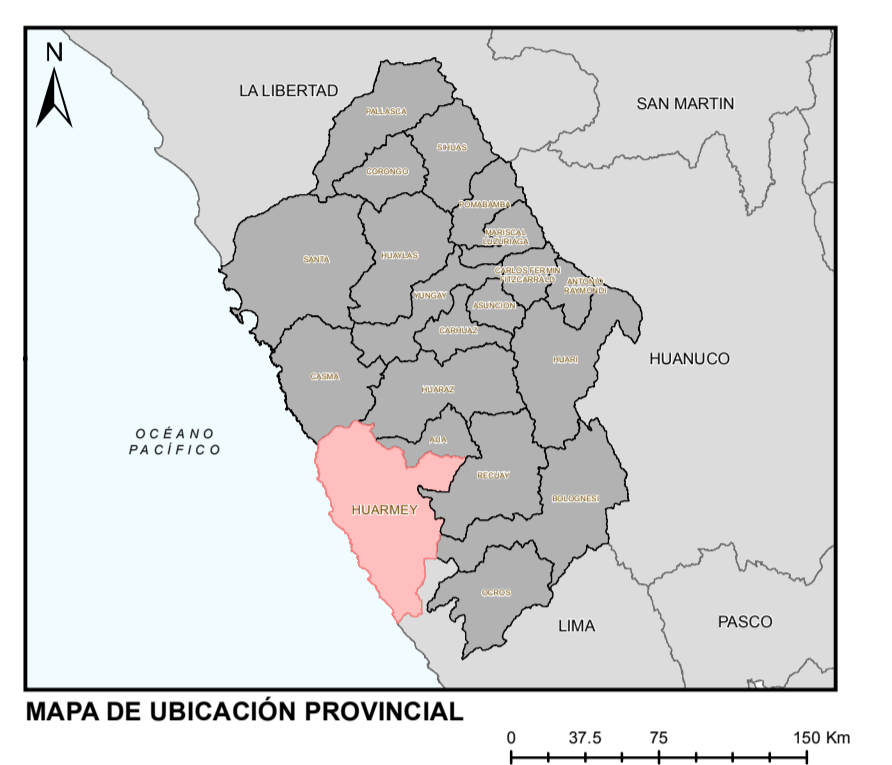 N
LA LIBERTAD
SAN MARTIN
PALLASCA
SIHUAS
CORONGO
POMABAMBA
MARISCAL
LUZURIAGA
SANTA
HUAYLAS
CARLOS FERMIN
FITZCARRALD
ANTONIO
RAYMONDI
YUNGAY
ASUNCION
CARHUAZ
HUARI
HUANUCO
CASMA
HUARAZ
OCÉANO
PACÍFICO
AIJA
RECUAY
BOLOGNESI
HUARMEY
OCROS
LIMA
PASCO
MAPA DE UBICACIÓN PROVINCIAL
0 37.5 75 150 Km